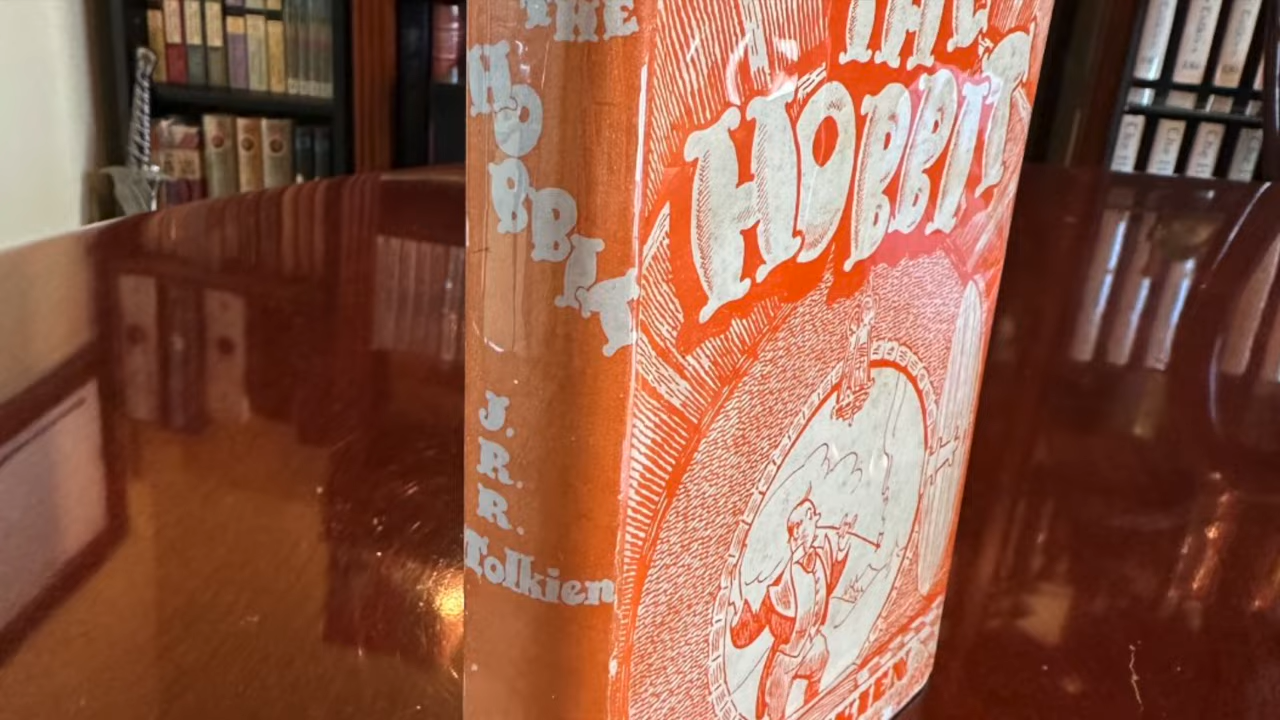 THE
HOBBIT
J.
R.
R.
Tolkien
THE
HOBBIT